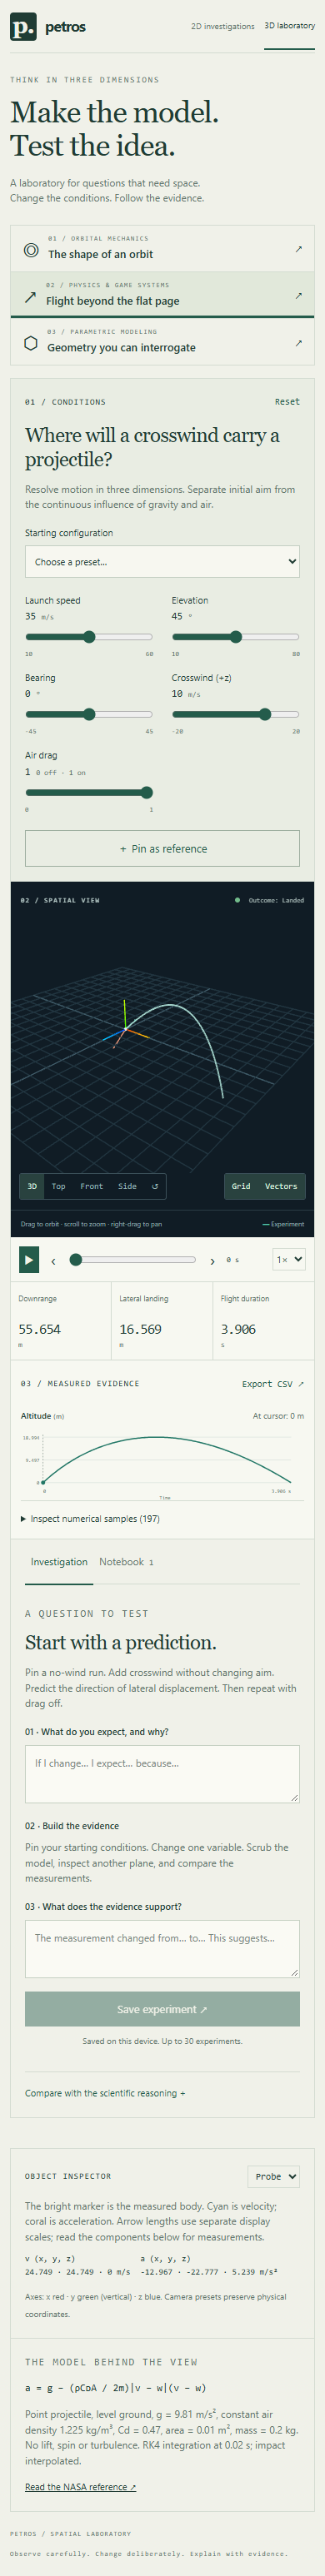 p. petros
2D investigations
3D laboratory
THINK IN THREE DIMENSIONS
Make the model.
Test the idea.
A laboratory for questions that need space.
Change the conditions. Follow the evidence.
01 / ORBITAL MECHANICS
The shape of an orbit ↗
02 / PHYSICS & GAME SYSTEMS
Flight beyond the flat page ↗
03 / PARAMETRIC MODELING
Geometry you can interrogate ↗
01 / CONDITIONS
Reset
Where will a crosswind carry a
projectile?
Resolve motion in three dimensions. Separate initial aim from
the continuous influence of gravity and air.
Starting configuration
Choose a preset...
Launch speed
35 m/s
10 60
Elevation
45 °
10 80
Bearing
0 °
-45 45
Crosswind (+z)
10 m/s
-20 20
Air drag
1 0 off · 1 on
0 1
+ Pin as reference
02 / SPATIAL VIEW
Outcome: Landed
3D Top Front Side ↺
Grid Vectors
Drag to orbit · scroll to zoom · right-drag to pan
Experiment
0 s
1×
Downrange
55.654
m
Lateral landing
16.569
m
Flight duration
3.906
s
03 / MEASURED EVIDENCE
Export CSV ↗
Altitude (m)
At cursor: 0 m
0
0
3.906 s
Time
▶ Inspect numerical samples (197)
Investigation
Notebook 1
A QUESTION TO TEST
Start with a prediction.
Pin a no-wind run. Add crosswind without changing aim.
Predict the direction of lateral displacement. Then repeat with
drag off.
01 · What do you expect, and why?
If I change... I expect... because...
02 · Build the evidence
Pin your starting conditions. Change one variable. Scrub the
model, inspect another plane, and compare the
measurements.
03 · What does the evidence support?
The measurement changed from... to... This suggests...
Save experiment ↗
Saved on this device. Up to 30 experiments.
Compare with the scientific reasoning +
OBJECT INSPECTOR
Probe
The bright marker is the measured body. Cyan is velocity;
coral is acceleration. Arrow lengths use separate display
scales; read the components below for measurements.
v (x, y, z)
24.749 · 24.749 · 0 m/s
a (x, y, z)
-12.967 · -22.777 · 5.239 m/s²
Axes: x red · y green (vertical) · z blue. Camera presets preserve physical
coordinates.
THE MODEL BEHIND THE VIEW
a = g − (ρCᴅA / 2m)|v − w|(v − w)
Point projectile, level ground, g = 9.81 m/s², constant air
density 1.225 kg/m³, Cd = 0.47, area = 0.01 m², mass = 0.2 kg.
No lift, spin or turbulence. RK4 integration at 0.02 s; impact
interpolated.
Read the NASA reference ↗
PETROS / SPATIAL LABORATORY
Observe carefully. Change deliberately. Explain with evidence.